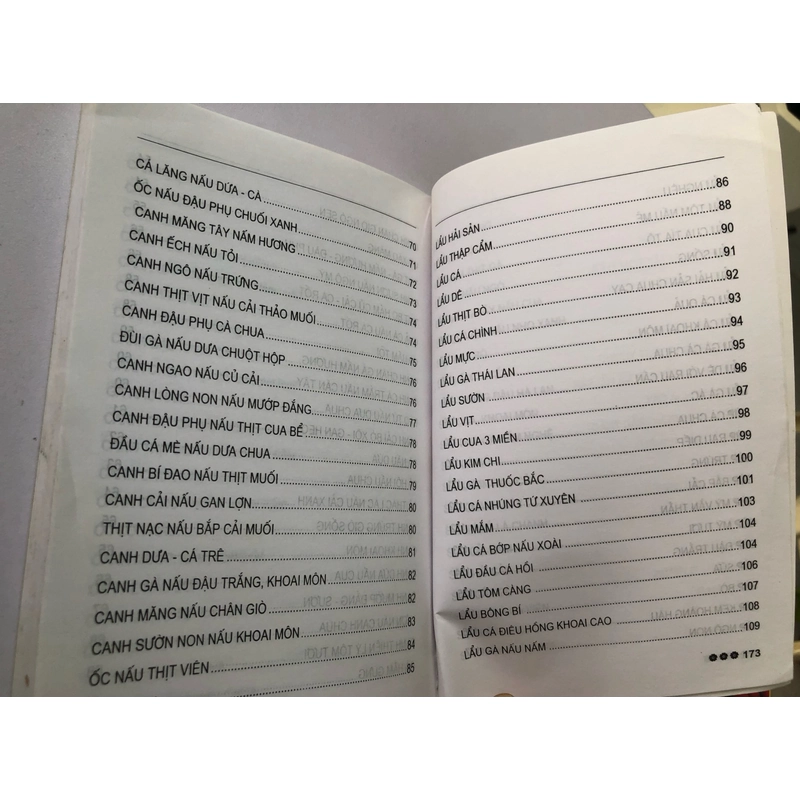 CẢ LĂNG NẤU DỪA - CÀ
ỐC NẤU ĐẬU PHỤ CHUỐI XANH
CANH MĂNG TÂY NẤM HƯƠNG
CANH ẾCH NẤU TỎI
CANH NGÔ NẤU TRỨNG
CANH THỊT VỊT NẤU CẢI THẢO MUỐI
CANH ĐẬU PHỤ CÀ CHUA
ĐÙI GÀ NẤU DƯA CHUỘT HỘP
CANH NGAO NẤU CỦ CẢI
CANH LÒNG NON NẤU MƯỚP ĐẮNG
CANH ĐẬU PHỤ NẤU THỊT CUA BỂ
ĐẦU CÁ MÈ NẤU DƯA CHUA
CANH BÍ ĐAO NẤU THỊT MUỐI
CANH CẢI NẤU GAN LỢN
THỊT NẠC NẤU BẮP CẢI MUỐI
CANH DƯA - CÁ TRÊ
CANH GÀ NẤU ĐẬU TRẮNG, KHOAI MÔN
CANH MĂNG NẤU CHÂN GIÒ
CANH SƯỜN NON NẤU KHOAI MÔN
ỐC NẤU THỊT VIÊN
70
71
72
73
74
74
75
76
76
77
78
78
79
80
80
81
82
82
83
84
85
LẨU HẢI SẢN 86
LẨU THẬP CẨM 88
LẨU CÁ 90
LẨU DÊ 91
LẨU THỊT BÒ 92
LẨU CÁ CHÌNH 93
LẨU MỰC 94
LẨU GÀ THÁI LAN 95
LẨU SƯỜN 96
LẨU VỊT 97
LẨU CUA 3 MIỀN 98
LẨU KIM CHI 99
LẨU GÀ THUỐC BẮC 100
LẨU CÁ NHÚNG TỨ XUYÊN 101
LẨU MẮM 103
LẨU CÁ BỚP NẤU XOÀI 104
LẨU ĐẦU CÁ HỒI 104
LẨU TÔM CÀNG 106
LẨU BÔNG BÍ 107
LẨU CÁ ĐIÊU HỒNG KHOAI CAO 108
LẨU GÀ NẤU NẤM 109
173